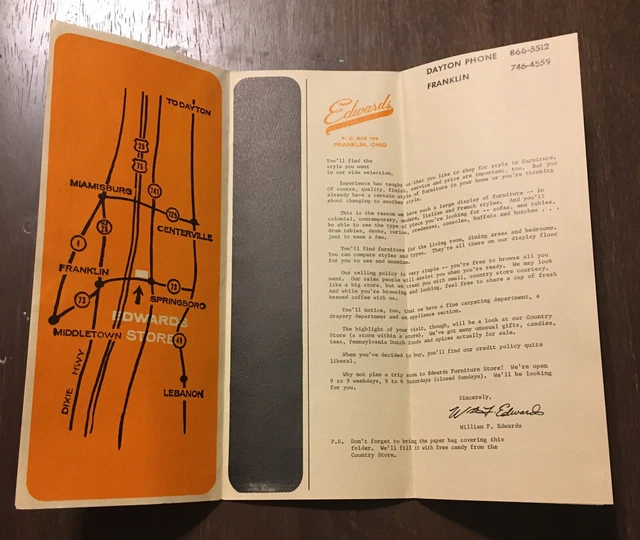 TO DAYTON
25
75
741
MIAMISBURG
725
CENTERVILLE
4
25
FRANKLIN
73
73
SPRINGBORO
EDWARDS
STORE
MIDDLETOWN
48
DIXIE HWY
LEBANON
DAYTON PHONE 866-5512
FRANKLIN 746-4559
Edwards
FRANKLIN, OHIO
You'll find the
style you want
in our wide selection.
Experience has taught us that you like to shop for style in furniture.
Of course, quality, finish, service and price are important, too. But you
already have a certain style of furniture in your home or you're thinking
about changing to another style.
This is the reason we have such a large display of furniture -- in
colonial, contemporary, modern, Italian and French styles. And you'll
be able to see the type of piece you're looking for -- sofas, end tables,
drum tables, desks, curios, credenzas, consoles, buffets and hutches . . .
just to name a few.
You'll find furniture for the living room, dining areas and bedrooms.
You can compare styles and types. They're all there on our display floor
for you to see and examine.
Our selling policy is very simple -- you're free to browse all you
want. Our sales people will assist you when you're ready. We may look
like a big store, but we treat you with small, country store courtesy.
And while you're browsing and looking, feel free to share a cup of fresh
brewed coffee with us.
You'll notice, too, that we have a fine carpeting department, a
drapery department and an appliance section.
The highlight of your visit, though, will be a look at our Country
Store (a store within a store). We've got many unusual gifts, candies,
teas, Pennsylvania Dutch foods and spices actually for sale.
When you've decided to buy, you'll find our credit policy quite
liberal.
Why not plan a trip soon to Edwards Furniture Store? We're open
9 to 9 weekdays, 9 to 6 Saturdays (closed Sundays). We'll be looking
for you.
Sincerely,
Wm F. Edwards
William F. Edwards
P.S. Don't forget to bring the paper bag covering this
folder. We'll fill it with free candy from the
Country Store.